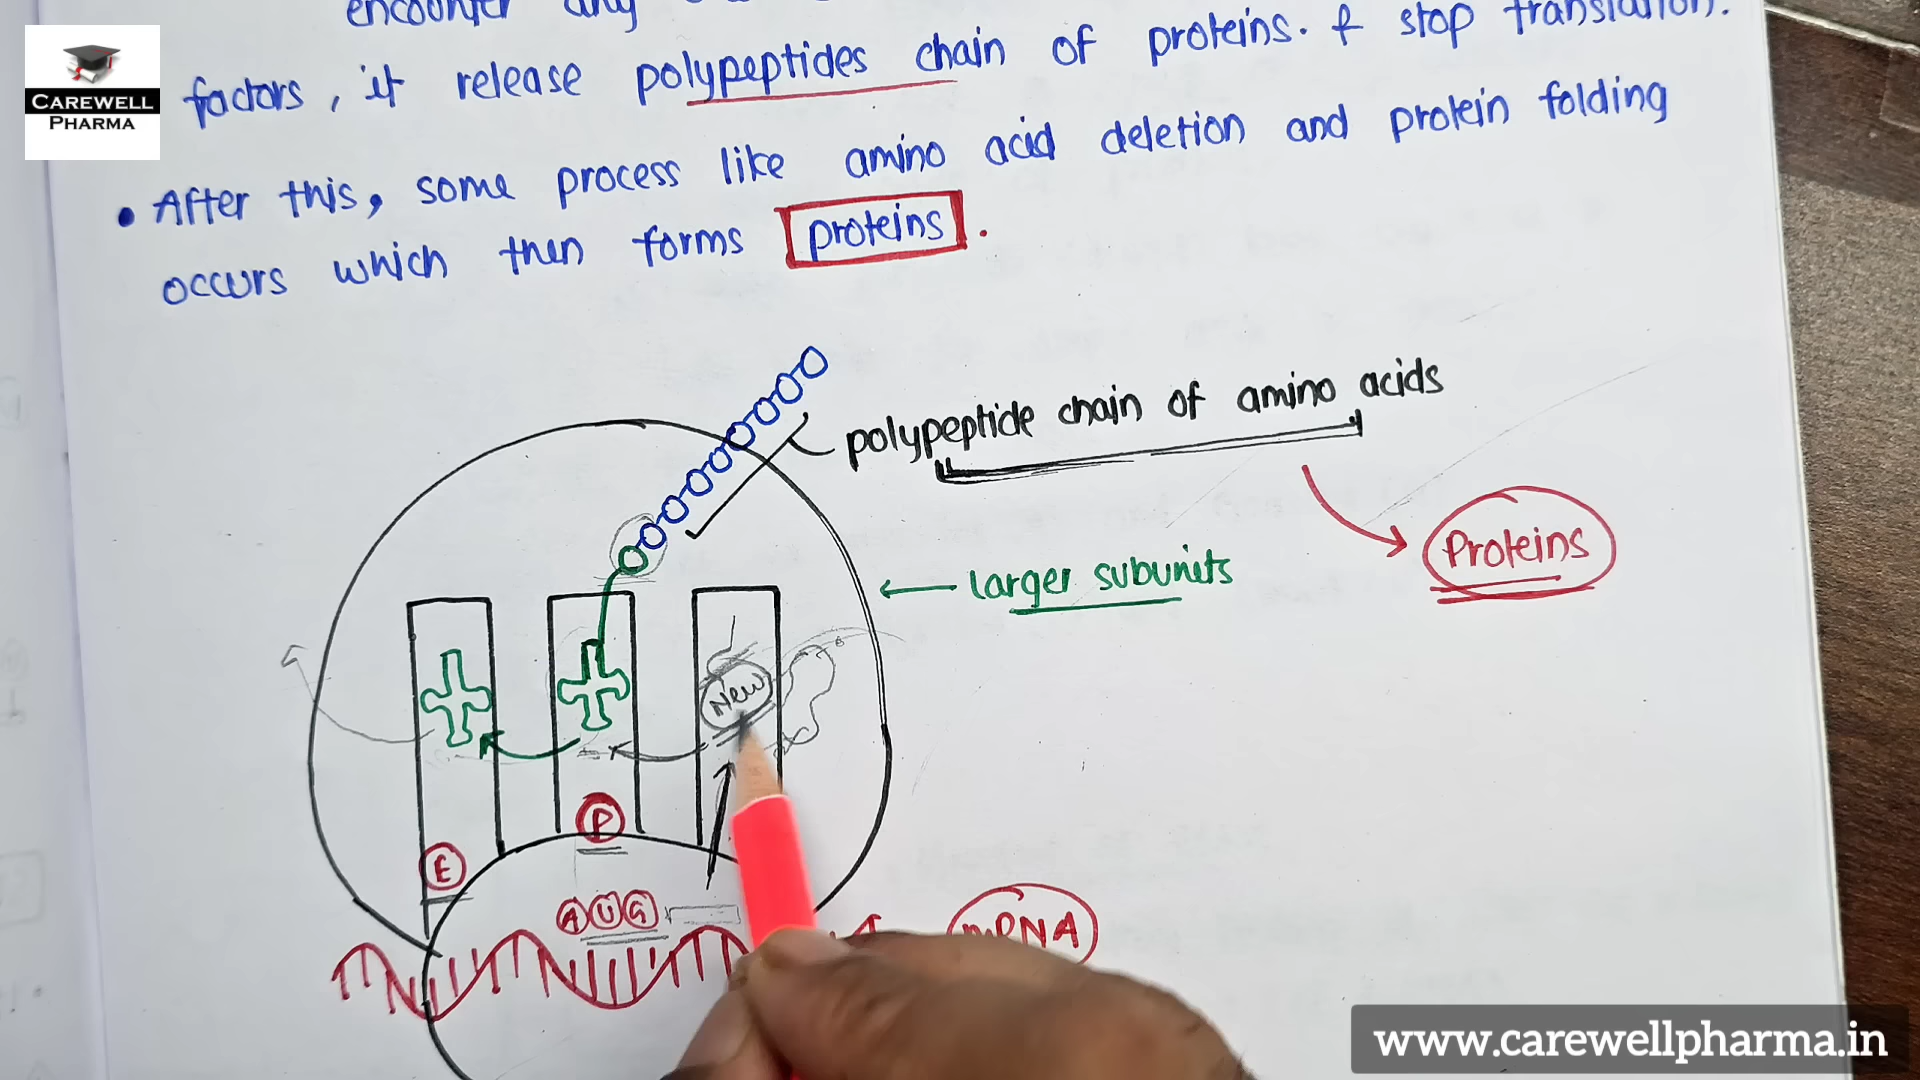 encounter any
CAREWELL
PHARMA
factors, it release polypeptides chain of proteins. & stop translation.
• After this, some process like amino acid deletion and protein folding
occurs which then forms proteins.
polypeptide chain of amino acids
Proteins
← larger subunits
New
P
E
AUG
mRNA
www.carewellpharma.in